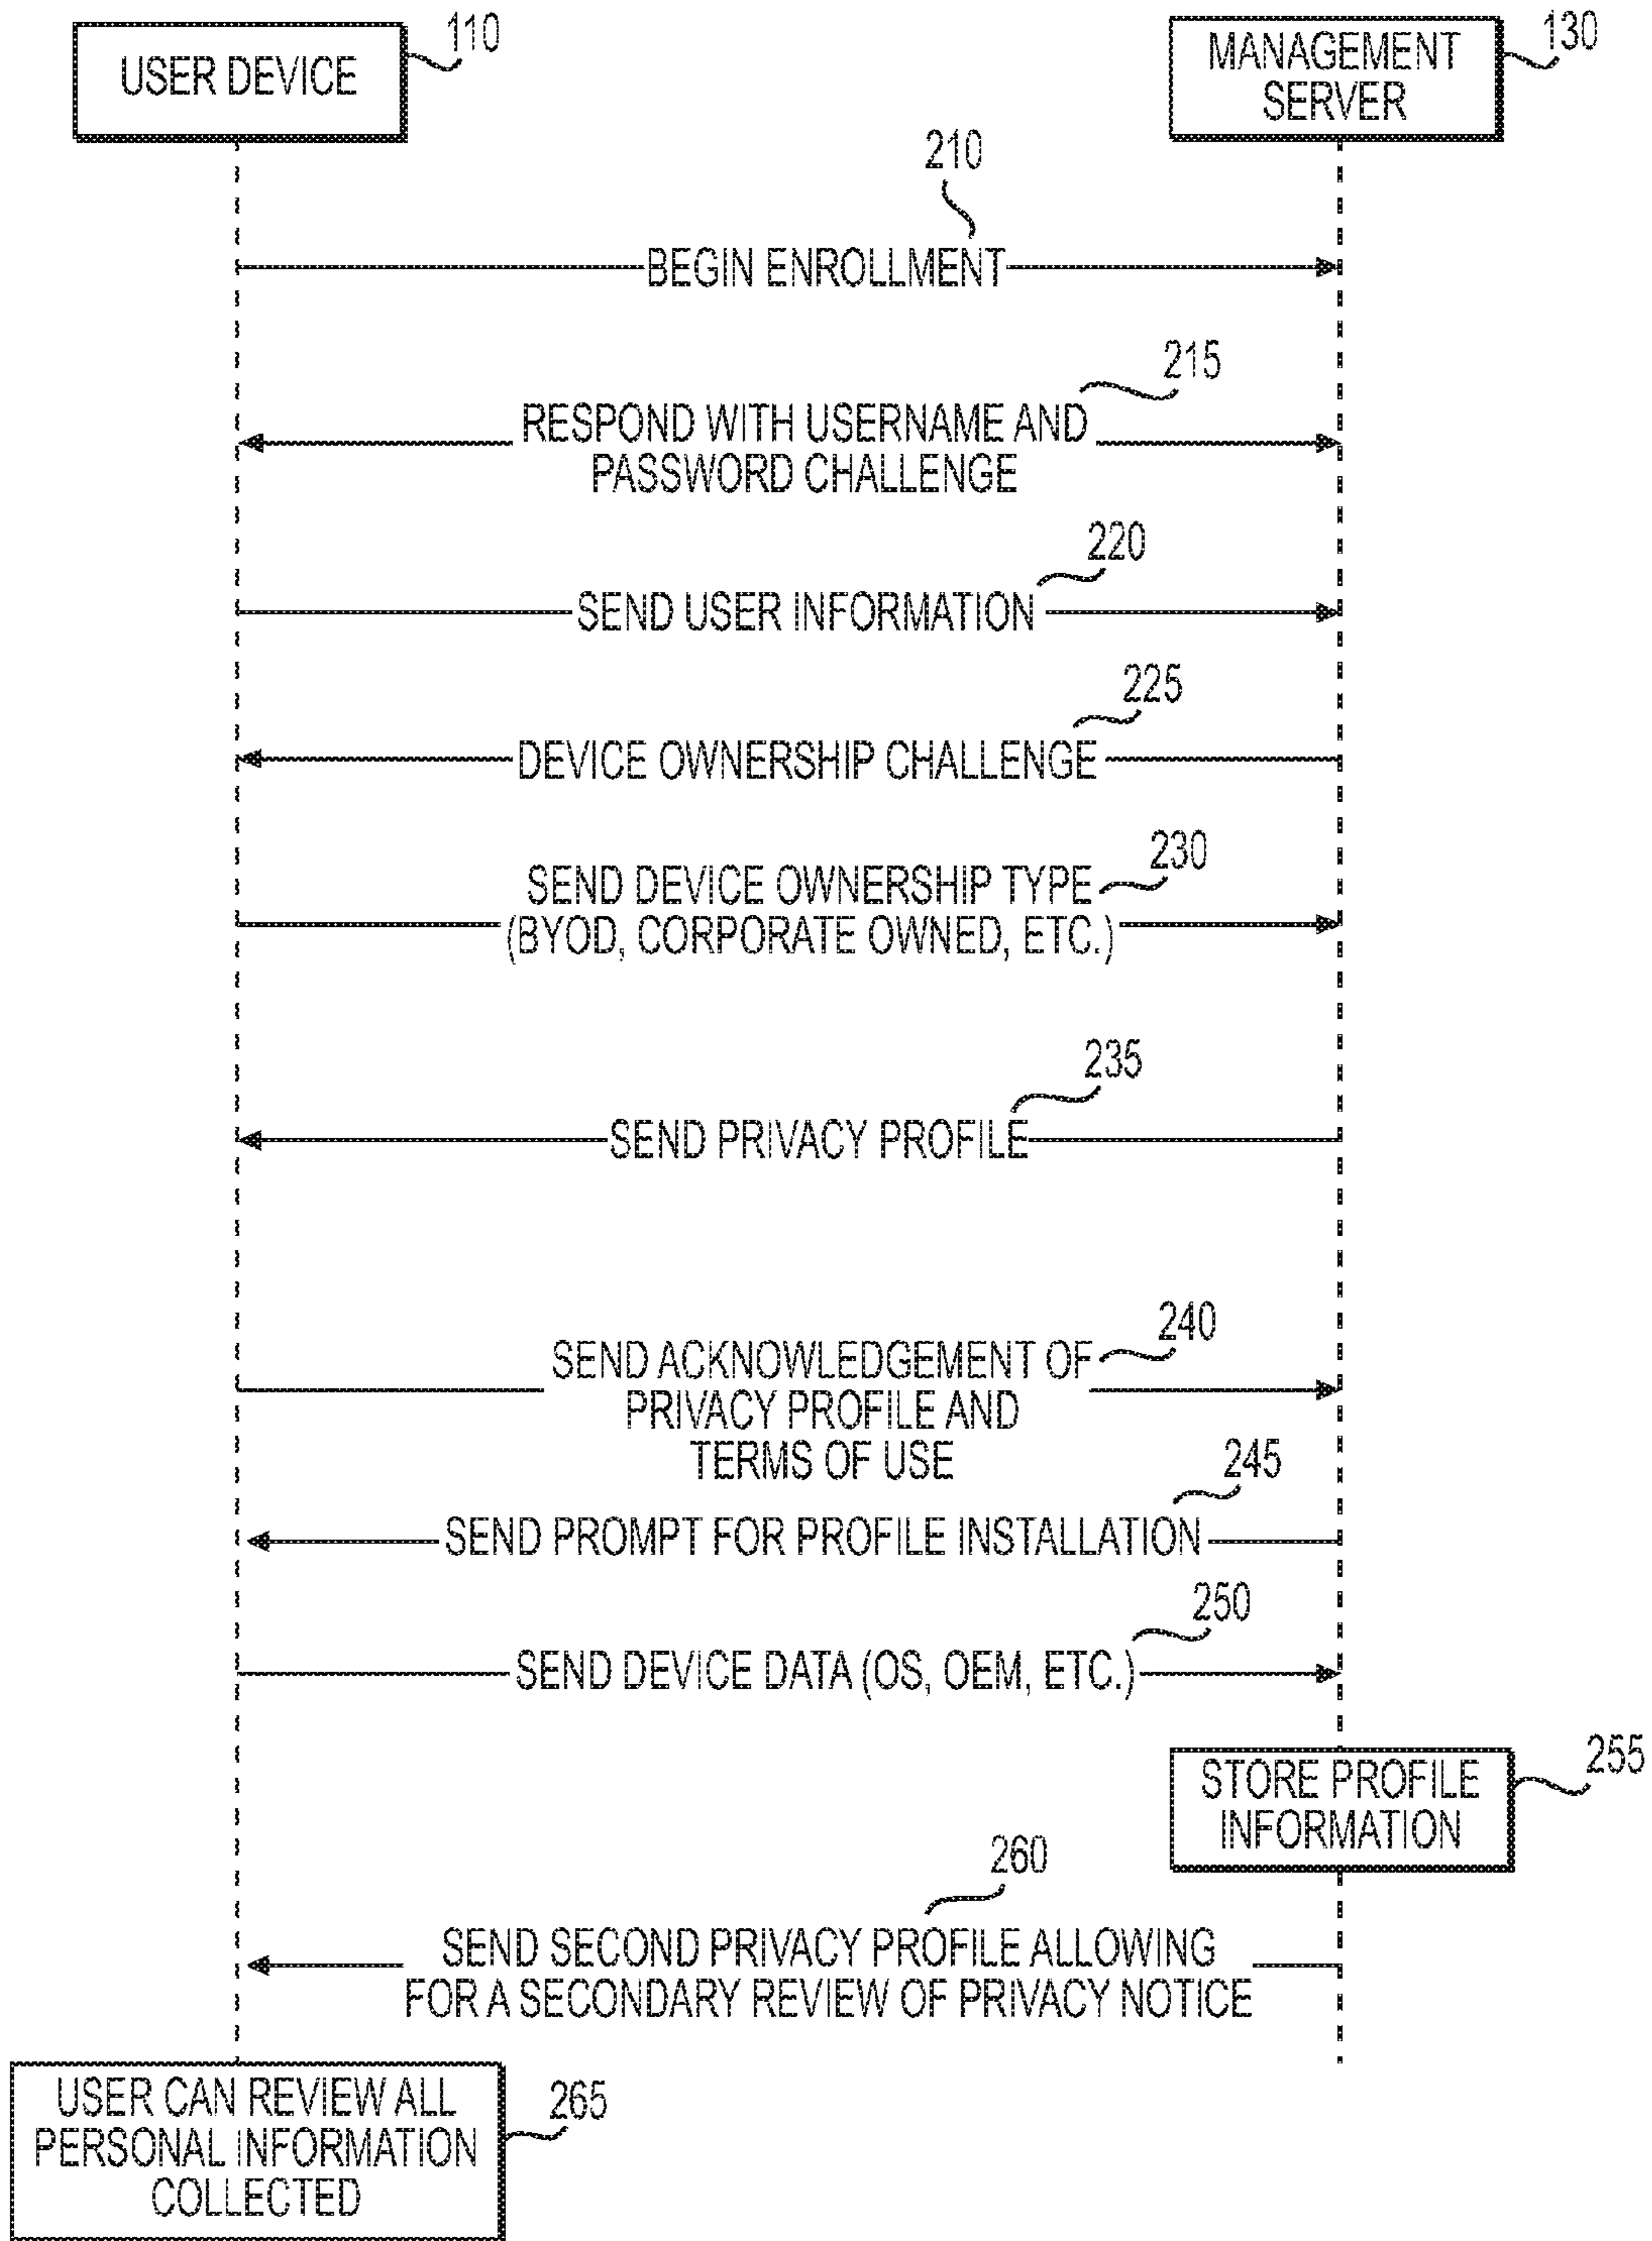 USER DEVICE
110
MANAGEMENT
SERVER
130
210
BEGIN ENROLLMENT
215
RESPOND WITH USERNAME AND
PASSWORD CHALLENGE
220
SEND USER INFORMATION
225
DEVICE OWNERSHIP CHALLENGE
230
SEND DEVICE OWNERSHIP TYPE
(BYOD, CORPORATE OWNED, ETC.)
235
SEND PRIVACY PROFILE
240
SEND ACKNOWLEDGEMENT OF
PRIVACY PROFILE AND
TERMS OF USE
245
SEND PROMPT FOR PROFILE INSTALLATION
250
SEND DEVICE DATA (OS, OEM, ETC.)
STORE PROFILE
INFORMATION
255
260
SEND SECOND PRIVACY PROFILE ALLOWING
FOR A SECONDARY REVIEW OF PRIVACY NOTICE
USER CAN REVIEW ALL
PERSONAL INFORMATION
COLLECTED
265